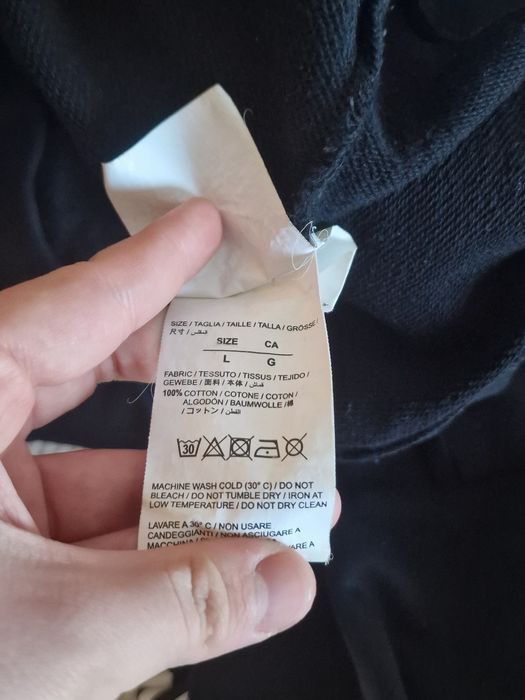 SIZE / TAGLIA / TAILLE / TALLA / GRÖSSE /
尺寸 / المقاس /
SIZE CA
L G
FABRIC / TESSUTO / TISSUS / TEJIDO /
GEWEBE / 面料 / 本体 / قماش /
100% COTTON / COTONE / COTON /
ALGODÓN / BAUMWOLLE / 棉
/ コットン / القطن /
30
MACHINE WASH COLD (30° C) / DO NOT
BLEACH / DO NOT TUMBLE DRY / IRON AT
LOW TEMPERATURE / DO NOT DRY CLEAN
LAVARE A 30° C / NON USARE
CANDEGGIANTI / NON ASCIUGARE A
MACCHINA